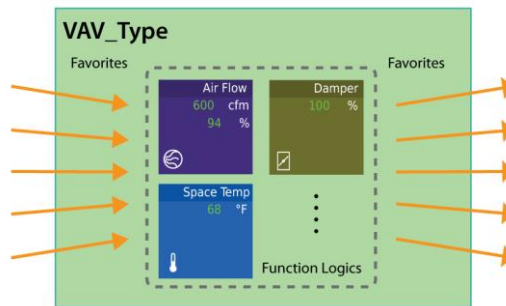 VAV_Type
Favorites
Favorites
Air Flow
600 cfm
94 %
Damper
100 %
Space Temp
68 °F
Function Logics